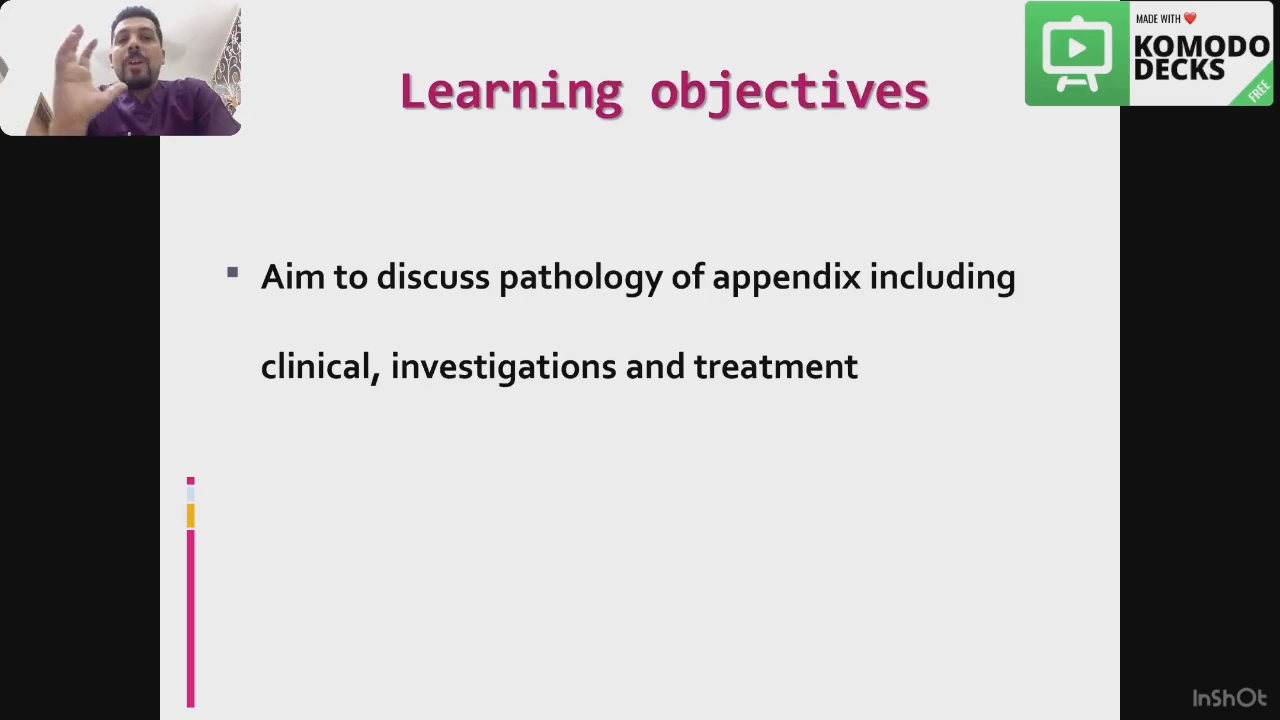 Learning objectives
MADE WITH ❤️
KOMODO
DECKS
FREE
Aim to discuss pathology of appendix including
clinical, investigations and treatment
InShOt